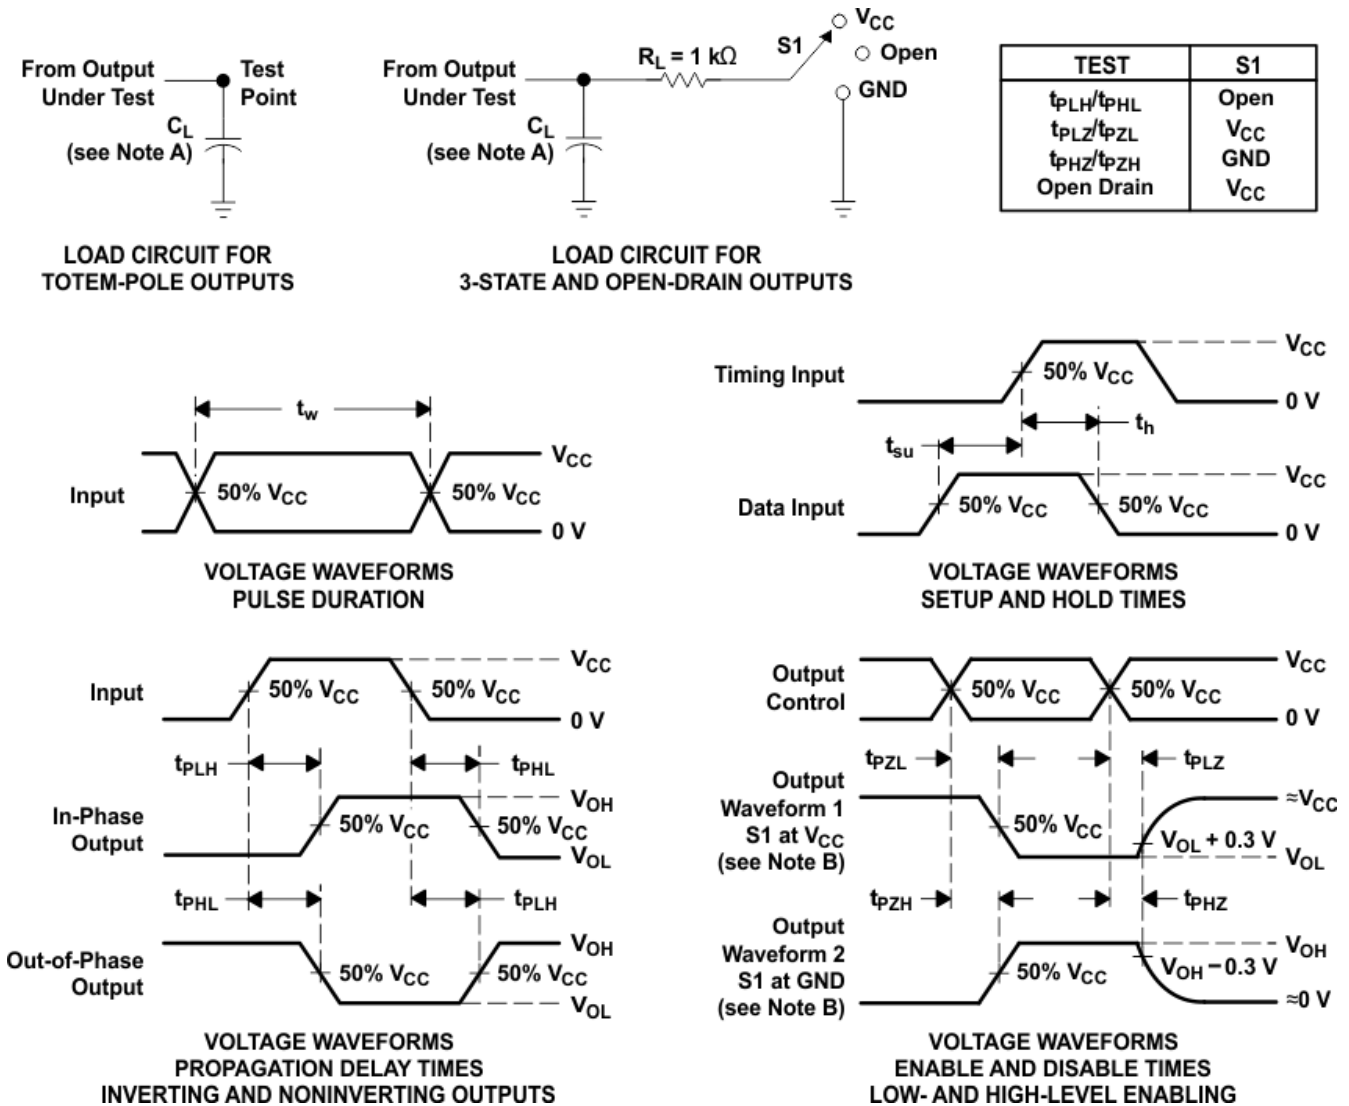 From Output
Under Test
Test
Point
CL
(see Note A)
LOAD CIRCUIT FOR
TOTEM-POLE OUTPUTS
From Output
Under Test
RL = 1 kΩ
S1
VCC
Open
GND
CL
(see Note A)
LOAD CIRCUIT FOR
3-STATE AND OPEN-DRAIN OUTPUTS
TEST S1
tPLH/tPHL Open
tPLZ/tPZL VCC
tPHZ/tPZH GND
Open Drain VCC
tw
Input
50% VCC
50% VCC
VCC
0 V
VOLTAGE WAVEFORMS
PULSE DURATION
Timing Input
50% VCC
VCC
0 V
th
tsu
Data Input
50% VCC
50% VCC
VCC
0 V
VOLTAGE WAVEFORMS
SETUP AND HOLD TIMES
Input
50% VCC
50% VCC
VCC
0 V
tPLH
tPHL
In-Phase
Output
50% VCC
50% VCC
VOH
VOL
tPHL
tPLH
Out-of-Phase
Output
50% VCC
50% VCC
VOH
VOL
VOLTAGE WAVEFORMS
PROPAGATION DELAY TIMES
INVERTING AND NONINVERTING OUTPUTS
Output
Control
50% VCC
50% VCC
VCC
0 V
tPZL
tPLZ
Output
Waveform 1
S1 at VCC
(see Note B)
50% VCC
VOL + 0.3 V
≈VCC
VOL
tPZH
tPHZ
Output
Waveform 2
S1 at GND
(see Note B)
50% VCC
VOH −0.3 V
VOH
≈0 V
VOLTAGE WAVEFORMS
ENABLE AND DISABLE TIMES
LOW- AND HIGH-LEVEL ENABLING